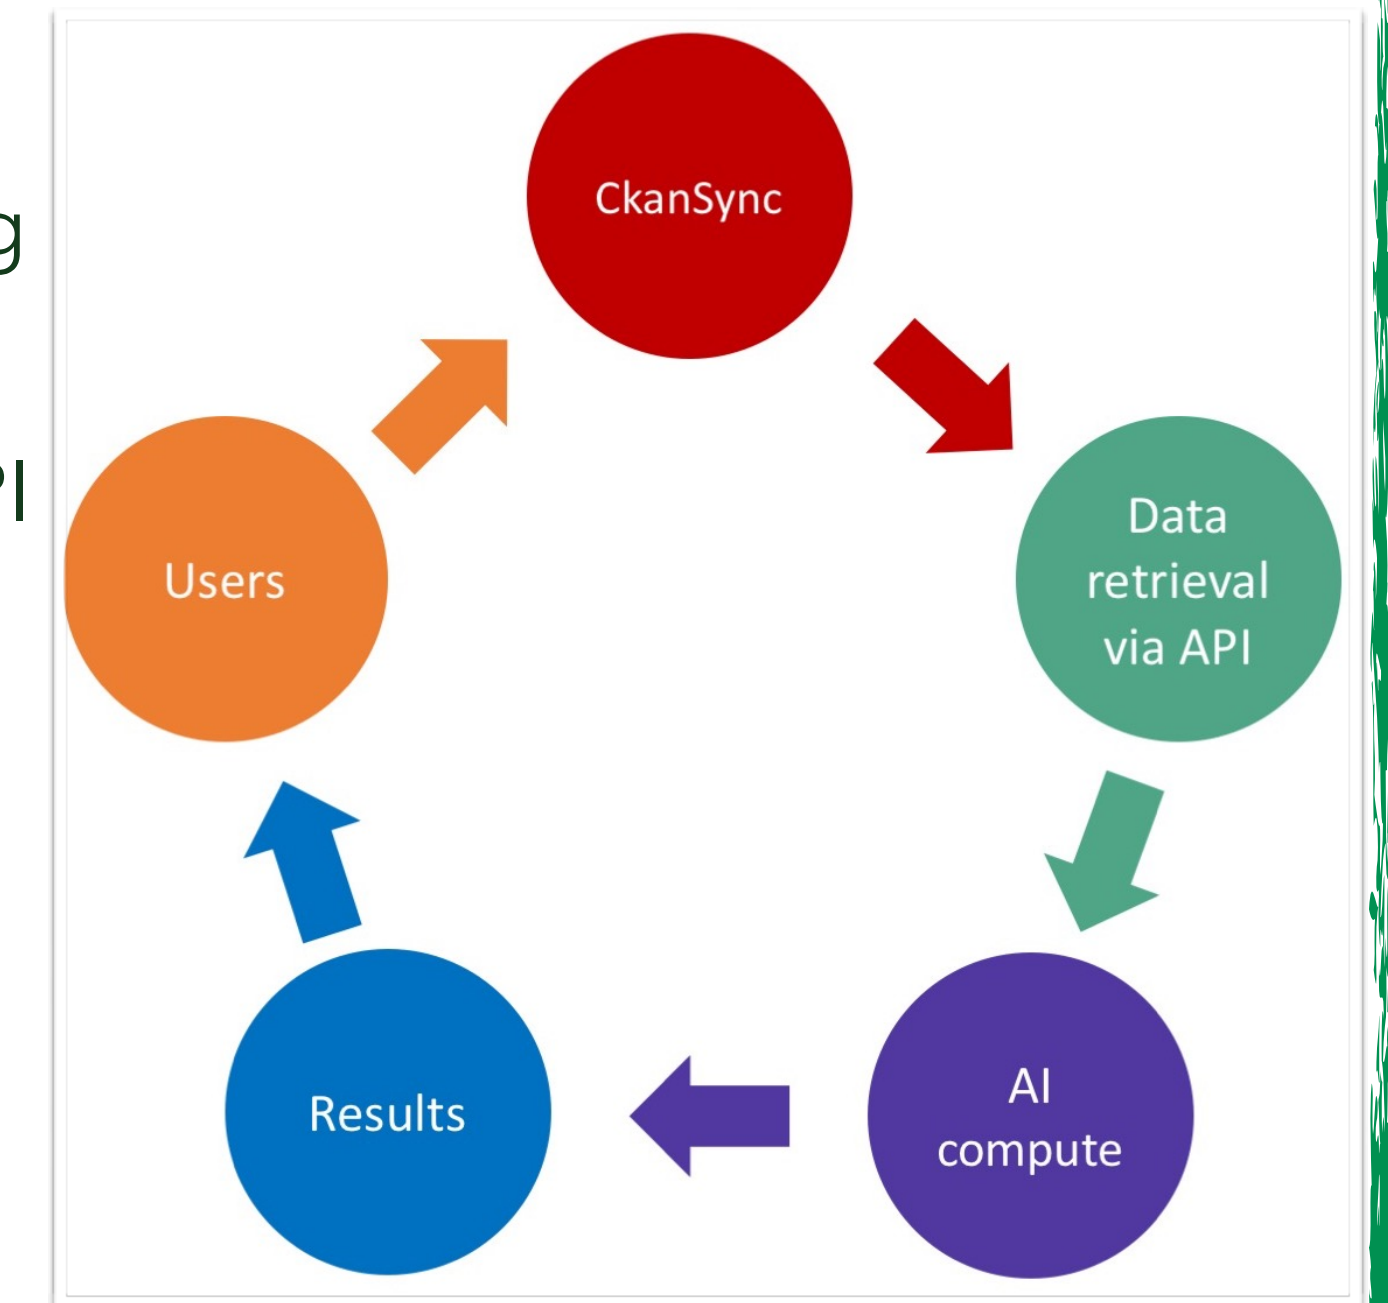 CkanSync
Data
retrieval
via API
AI
compute
Results
Users